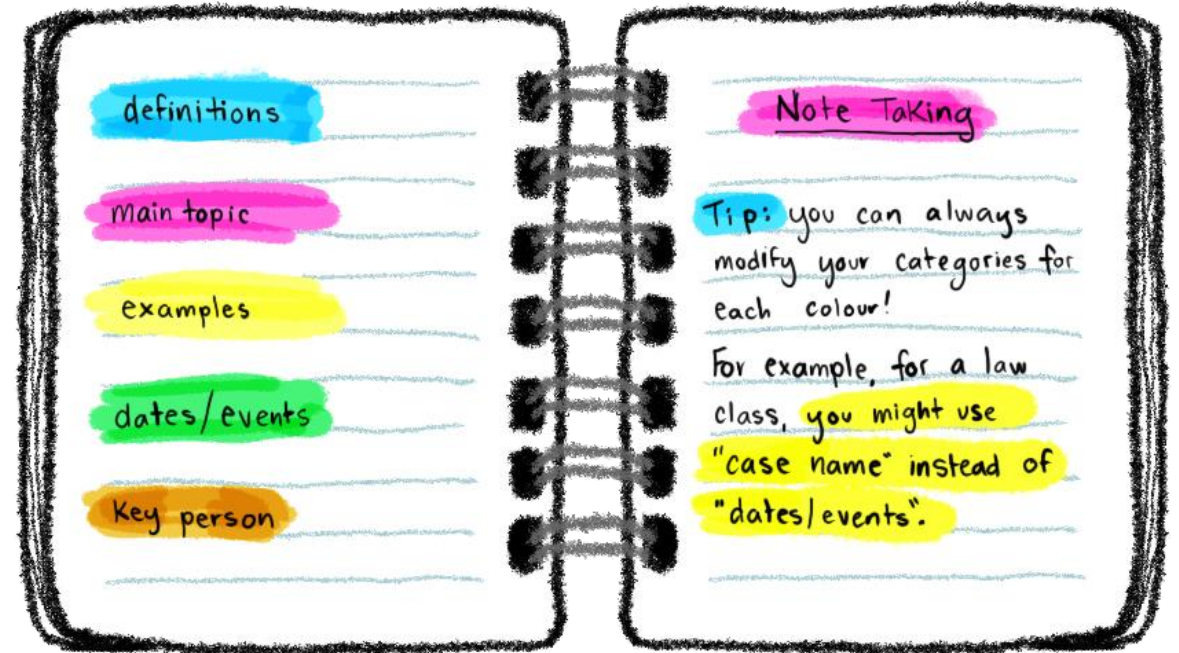 definitions
main topic
examples
dates/events
Key person
Note Taking
Tip: you can always
modify your categories for
each colour!
For example, for a law
class, you might use
"case name" instead of
"dates/events".